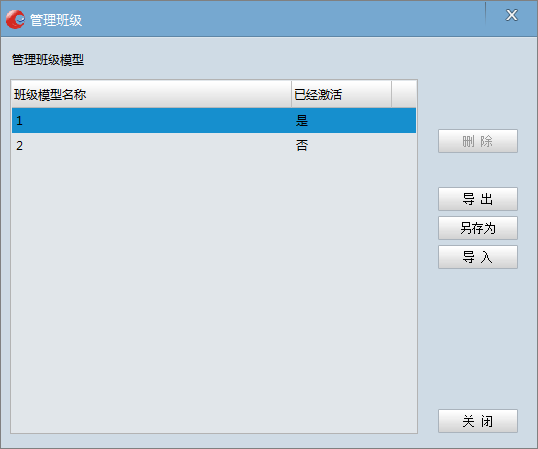 管理班级
X
管理班级模型
班级模型名称 已经激活
1 是
2 否
删 除
导 出
另存为
导 入
关 闭